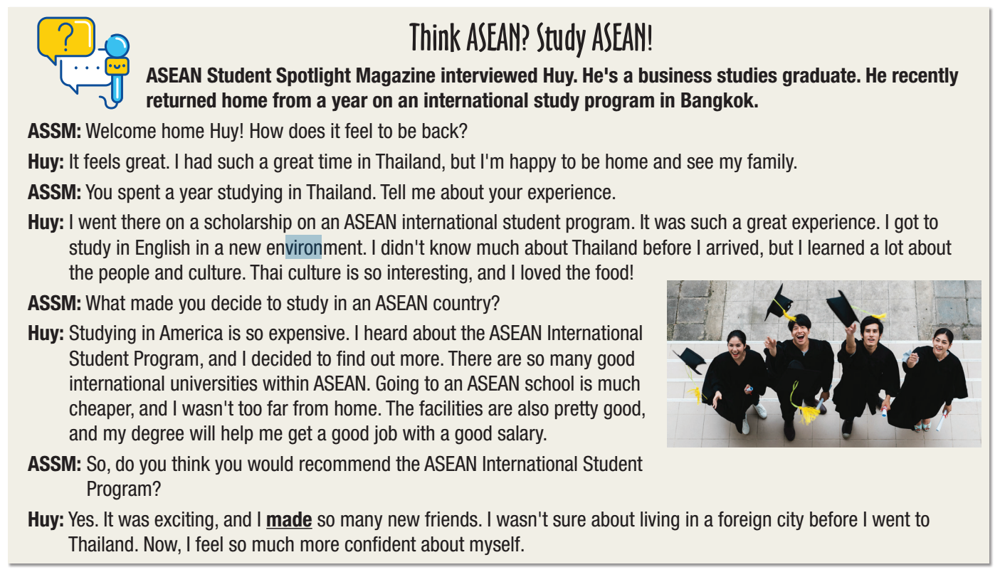 Think ASEAN? Study ASEAN!
ASEAN Student Spotlight Magazine interviewed Huy. He's a business studies graduate. He recently
returned home from a year on an international study program in Bangkok.
ASSM: Welcome home Huy! How does it feel to be back?
Huy: It feels great. I had such a great time in Thailand, but I'm happy to be home and see my family.
ASSM: You spent a year studying in Thailand. Tell me about your experience.
Huy: I went there on a scholarship on an ASEAN international student program. It was such a great experience. I got to
study in English in a new environment. I didn't know much about Thailand before I arrived, but I learned a lot about
the people and culture. Thai culture is so interesting, and I loved the food!
ASSM: What made you decide to study in an ASEAN country?
Huy: Studying in America is so expensive. I heard about the ASEAN International
Student Program, and I decided to find out more. There are so many good
international universities within ASEAN. Going to an ASEAN school is much
cheaper, and I wasn't too far from home. The facilities are also pretty good,
and my degree will help me get a good job with a good salary.
ASSM: So, do you think you would recommend the ASEAN International Student
Program?
Huy: Yes. It was exciting, and I made so many new friends. I wasn't sure about living in a foreign city before I went to
Thailand. Now, I feel so much more confident about myself.